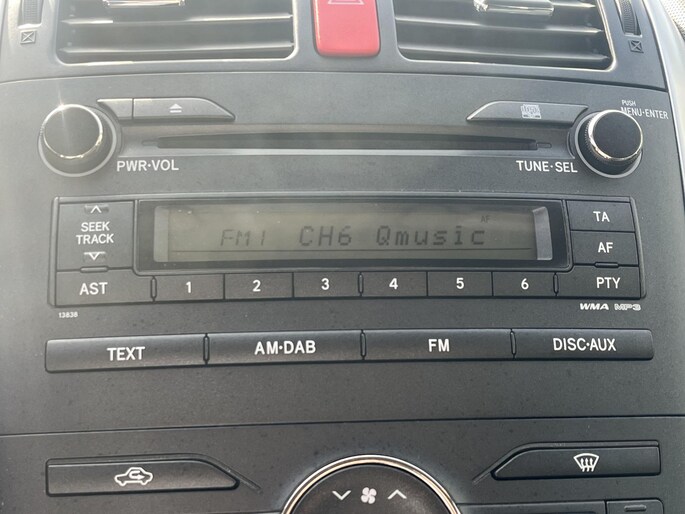 PUSH
MENU·ENTER
PWR·VOL
TUNE·SEL
SEEK
TRACK
FM1 CH6 Qmusic
TA
AF
AST 1 2 3 4 5 6 PTY
13838
WMA MP3
TEXT AM·DAB FM DISC·AUX